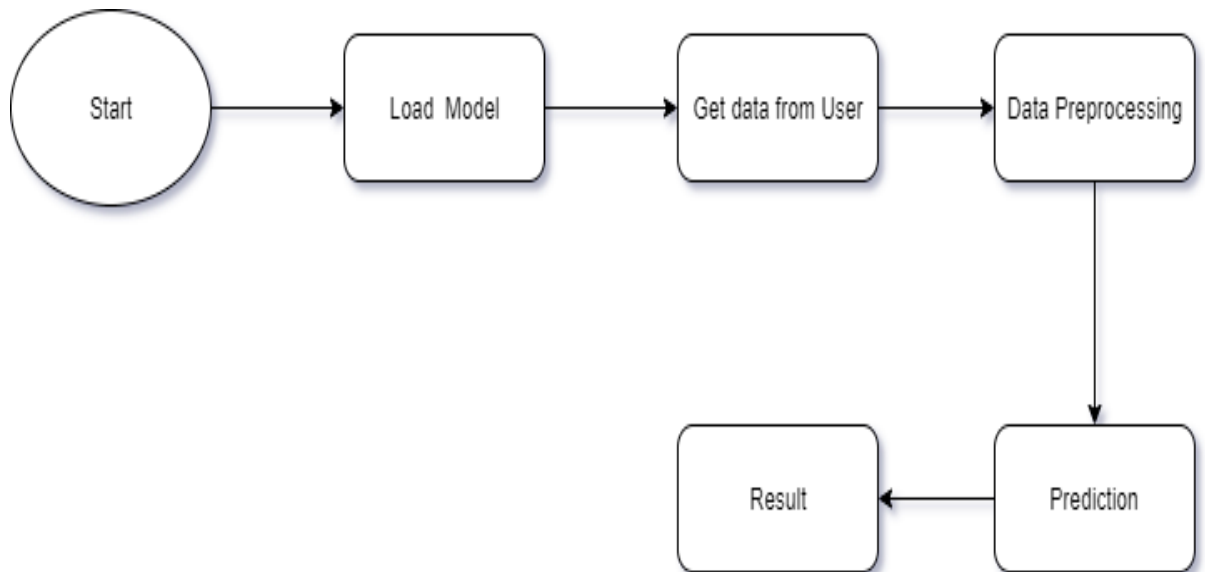 Start
Load Model
Get data from User
Data Preprocessing
Prediction
Result